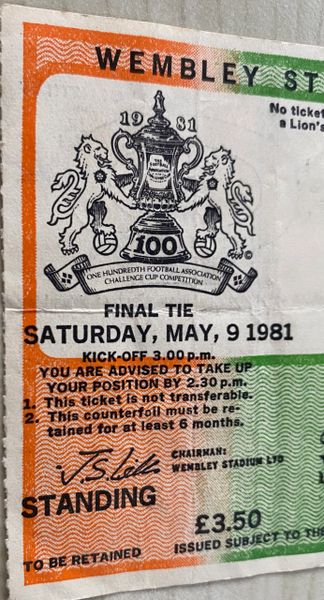 WEMBLEY ST
No ticket
a Lion's
1981
100
ONE HUNDREDTH FOOTBALL ASSOCIATION
CHALLENGE CUP COMPETITION
FINAL TIE
SATURDAY, MAY, 9 1981
KICK-OFF 3.00 p.m.
YOU ARE ADVISED TO TAKE UP
YOUR POSITION BY 2.30 p.m.
1. This ticket is not transferable.
2. This counterfoil must be re-
tained for at least 6 months.
CHAIRMAN:
WEMBLEY STADIUM LTD
STANDING
£3.50
TO BE RETAINED
ISSUED SUBJECT TO THE